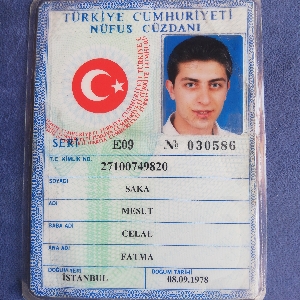 TÜRKİYE CUMHURİYETİ
NÜFUS CÜZDANI
SERİ E09 № 030586
T.C. KİMLİK NO. 27100749820
SOYADI
SAKA
ADI
MESUT
BABA ADI
CELAL
ANA ADI
FATMA
DOĞUM YERİ DOĞUM TARİHİ
İSTANBUL 08.09.1978